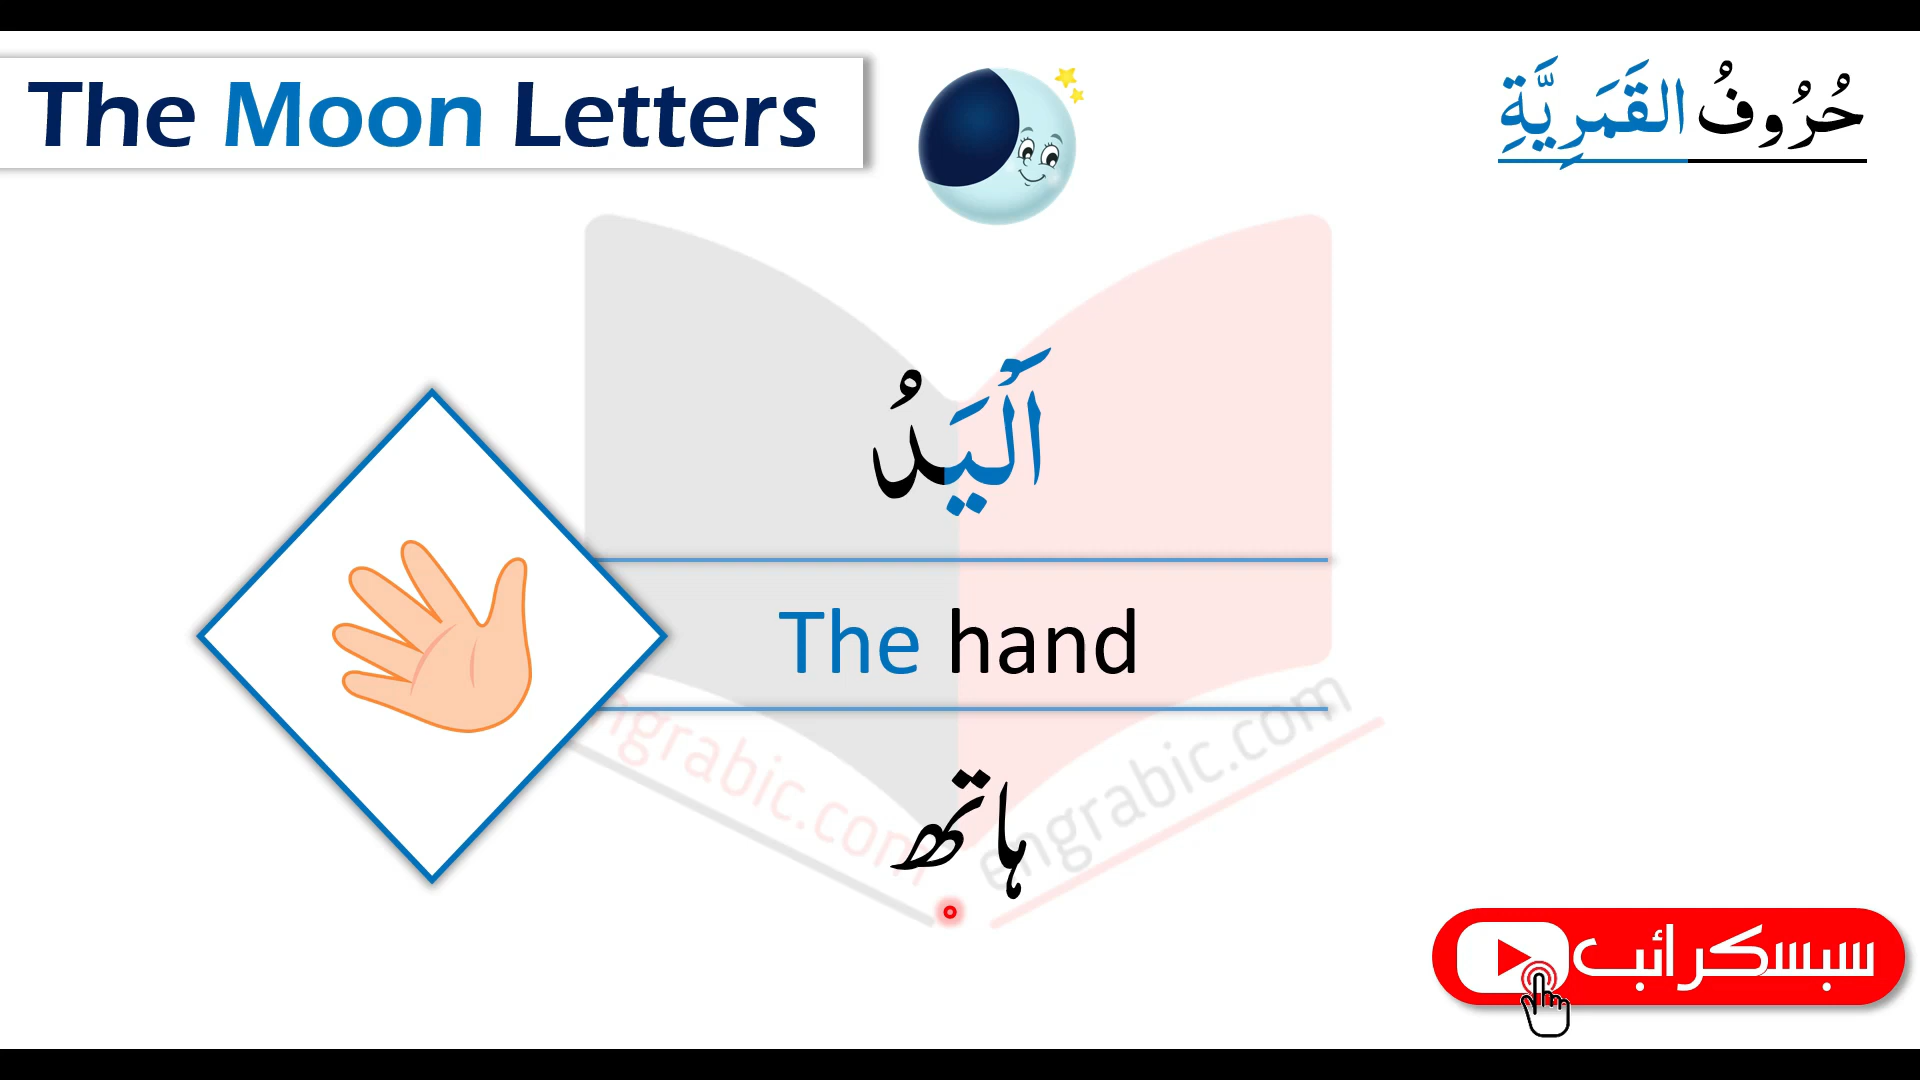 The Moon Letters
حُرُوفُ القَمَرِيَّةِ
اَلْيَدُ
The hand
ہاتھ
engrabic.com
engrabic.com
سبسکرائب